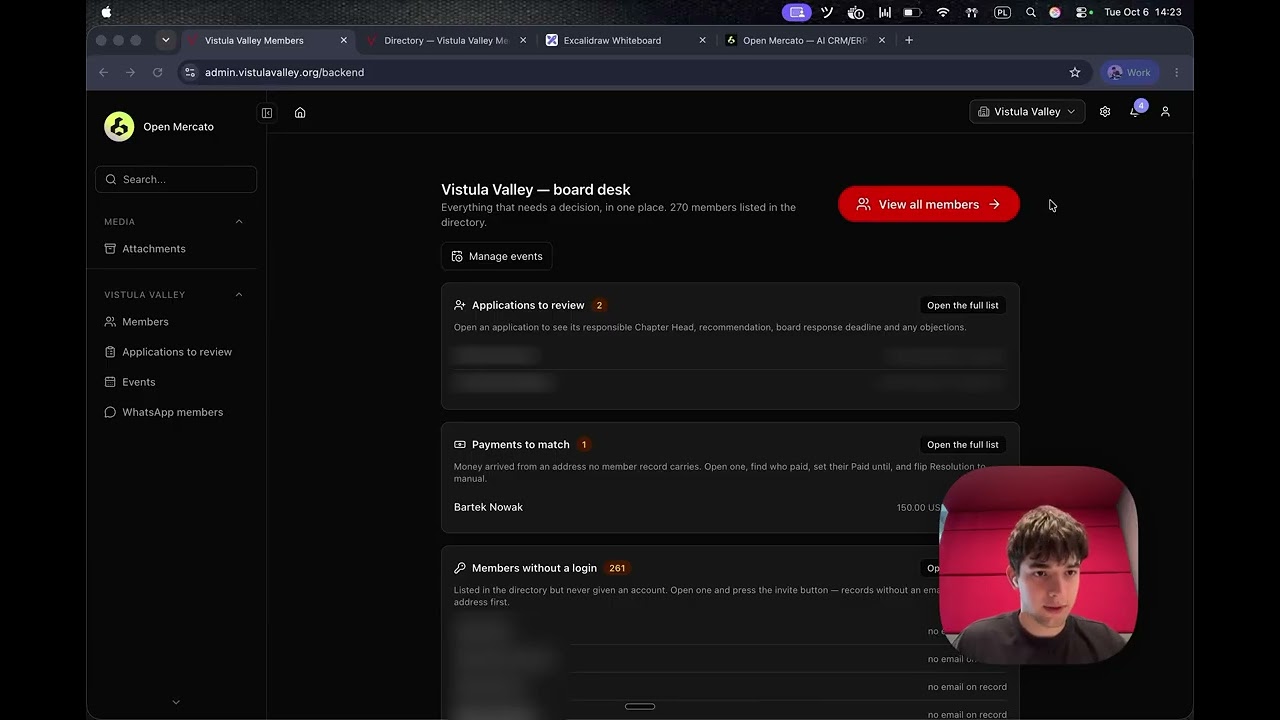 PL
Tue Oct 6 14:23
Vistula Valley Members
Directory — Vistula Valley Me
Excalidraw Whiteboard
Open Mercato — AI CRM/ERP
admin.vistulavalley.org/backend
Work
Open Mercato
Vistula Valley
4
Search...
MEDIA
Attachments
VISTULA VALLEY
Members
Applications to review
Events
WhatsApp members
Vistula Valley — board desk
Everything that needs a decision, in one place. 270 members listed in the
directory.
View all members
Manage events
Applications to review 2
Open the full list
Open an application to see its responsible Chapter Head, recommendation, board response deadline and any objections.
Payments to match 1
Open the full list
Money arrived from an address no member record carries. Open one, find who paid, set their Paid until, and flip Resolution to
manual.
Bartek Nowak
150.00
Members without a login 261
Listed in the directory but never given an account. Open one and press the invite button — records without an
address first.
no
no email on
no email on record
no email on record